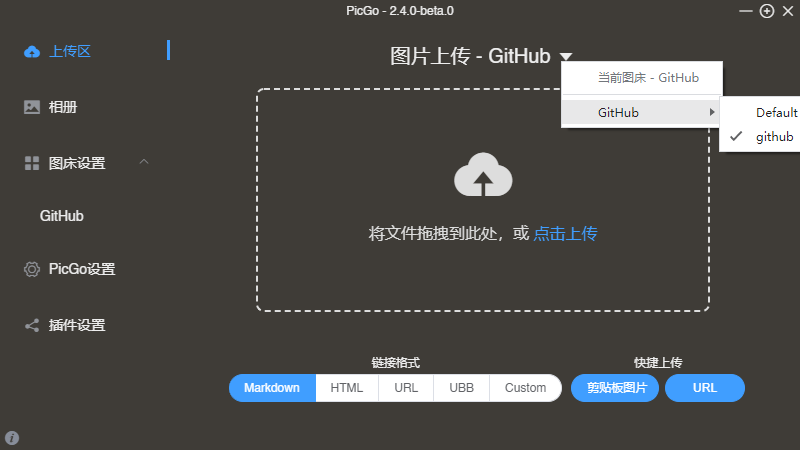 PicGo - 2.4.0-beta.0
上传区
相册
图床设置
GitHub
PicGo设置
插件设置
图片上传 - GitHub
当前图床 - GitHub
GitHub
Default
github
将文件拖拽到此处，或 点击上传
链接格式
Markdown HTML URL UBB Custom
快捷上传
剪贴板图片 URL